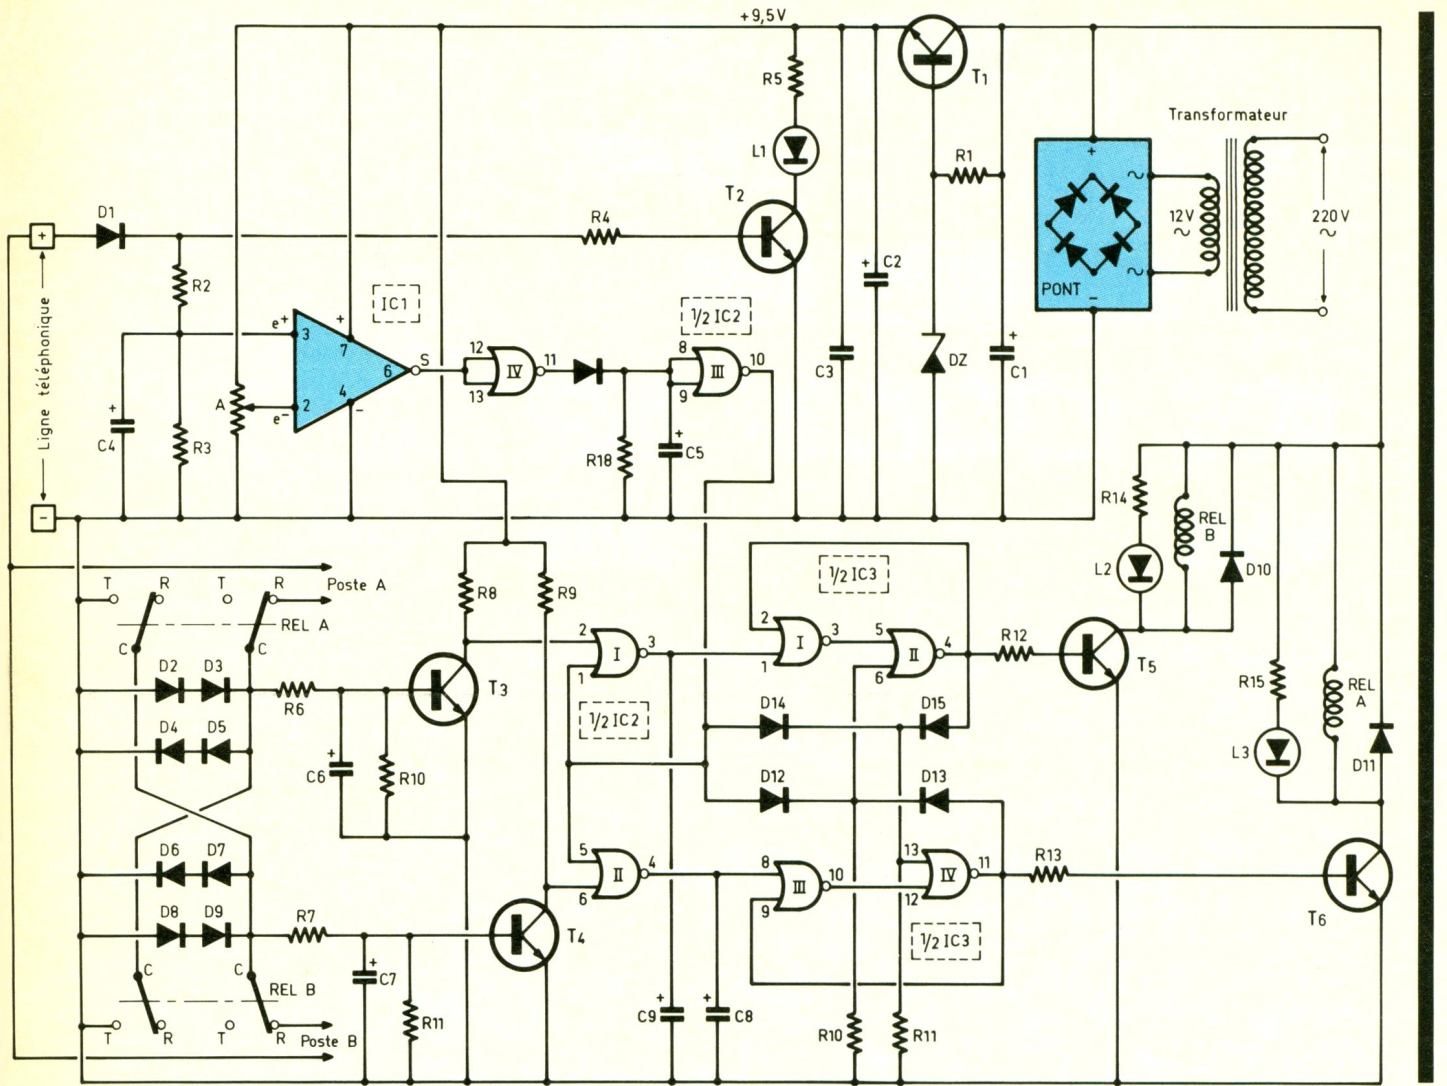 +9,5V
R5
T1
Transformateur
L1
R1
+
D1
T2
R4
12V
~
220V
~
~
~
+
C2
+
R2
IC1
1/2 IC2
PONT
-
Ligne téléphonique
e+
3
+
7
6
S
12
13
IV
11
8
9
III
10
C3
DZ
+
C1
A
4
-
e-
2
+
C4
R3
R18
+
C5
-
R14
REL
B
L2
D10
T
R
T
R
Poste A
REL A
C
C
R8
R9
1/2 IC3
2
I
3
1
2
I
3
1
5
II
4
6
R12
T5
D2
D3
R6
T3
D4
D5
1/2 IC2
D14
D15
R15
REL
A
L3
D11
+
C6
R10
D12
D13
D6
D7
5
II
4
6
8
III
10
9
13
IV
11
12
R13
D8
D9
R7
T4
T6
1/2 IC3
C
C
+
C7
REL B
R11
+
C9
+
C8
R10
R11
T
R
T
R
Poste B